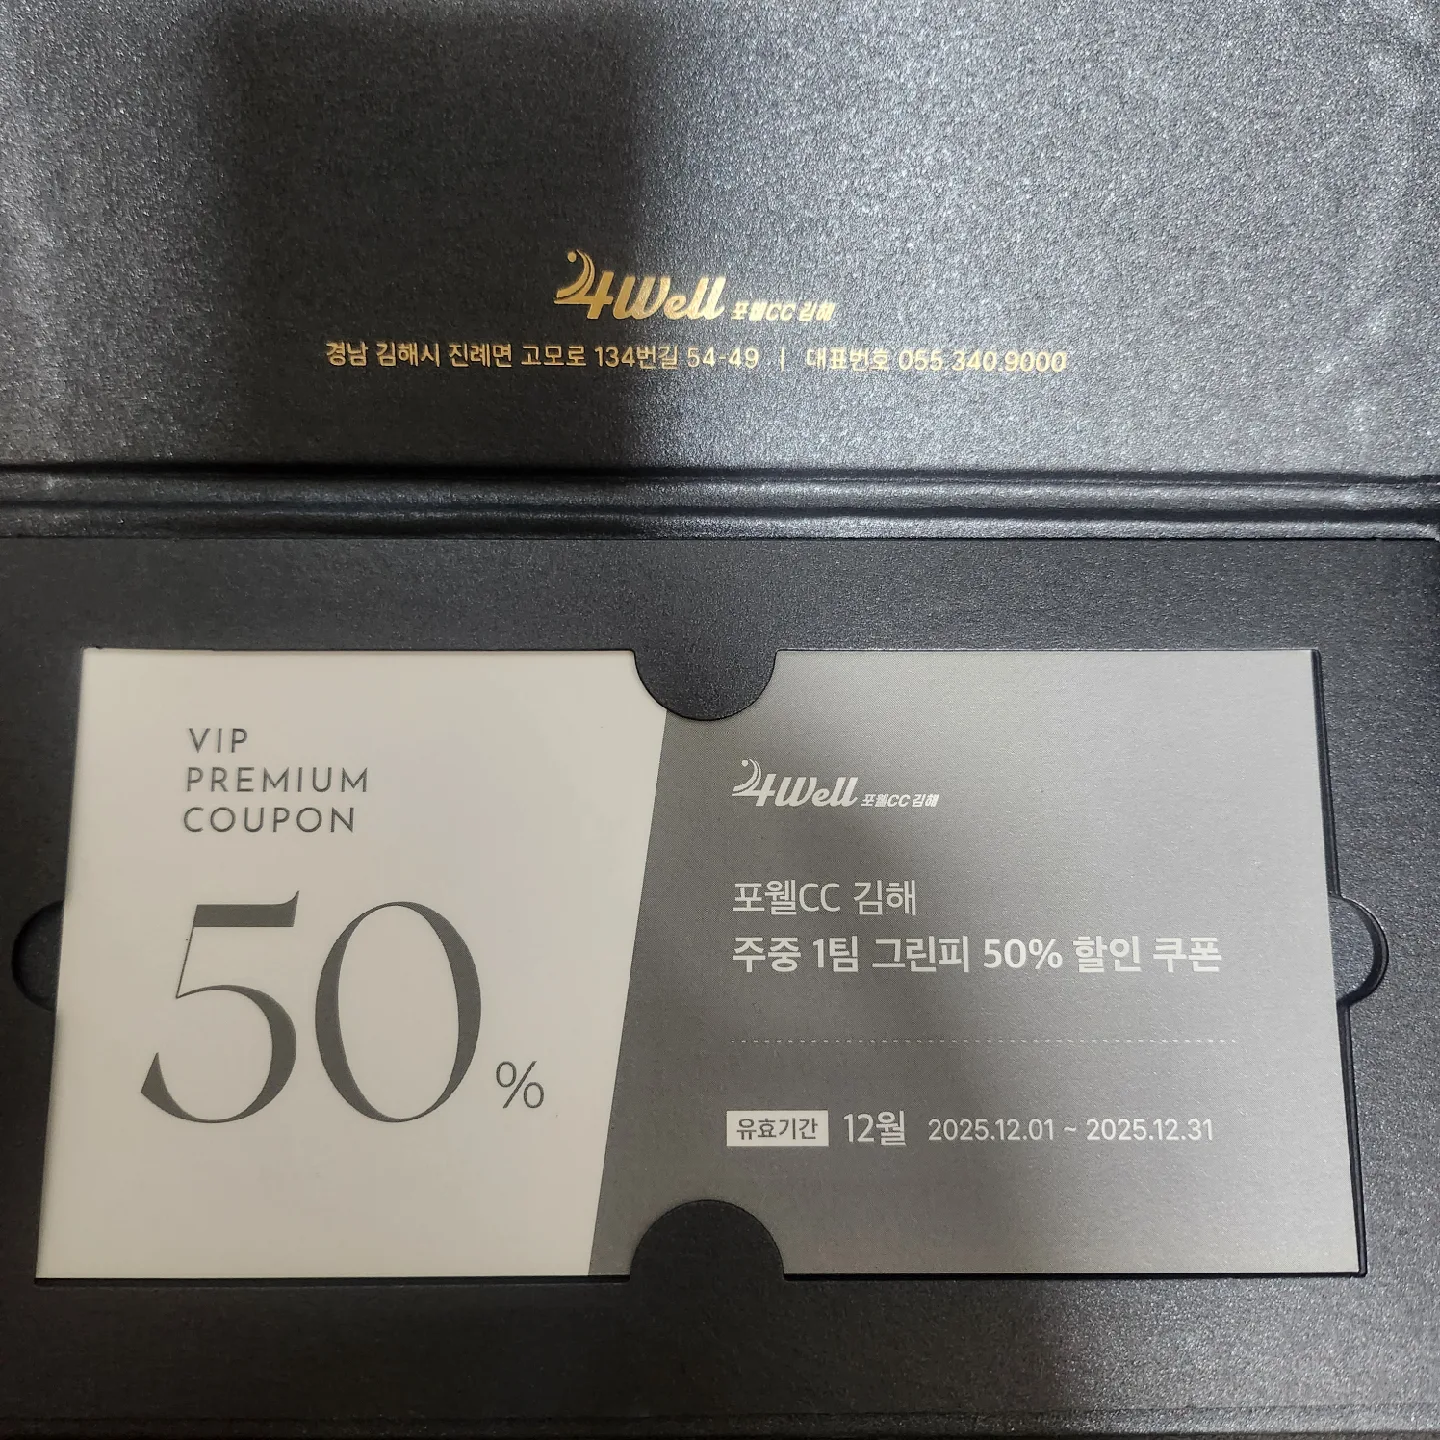 4Well 포웰CC 김해
경남 김해시 진례면 고모로 134번길 54-49 | 대표번호 055.340.9000
VIP
PREMIUM
COUPON
50%
4Well 포웰CC 김해
포웰CC 김해
주중 1팀 그린피 50% 할인 쿠폰
유효기간 12월 2025.12.01 ~ 2025.12.31